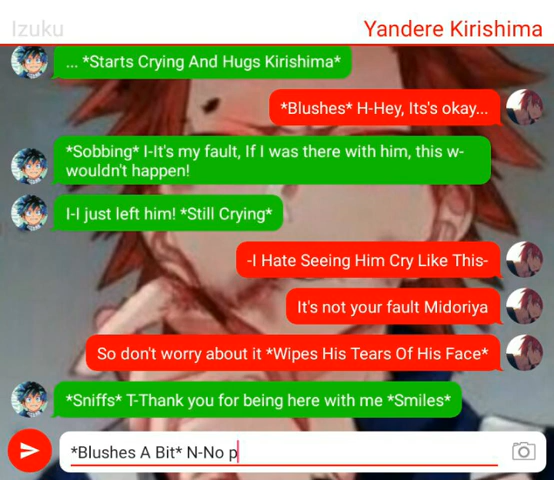 Izuku
Yandere Kirishima
... *Starts Crying And Hugs Kirishima*
*Blushes* H-Hey, Its's okay...
*Sobbing* I-It's my fault, If I was there with him, this w-
wouldn't happen!
I-I just left him! *Still Crying*
-I Hate Seeing Him Cry Like This-
It's not your fault Midoriya
So don't worry about it *Wipes His Tears Of His Face*
*Sniffs* T-Thank you for being here with me *Smiles*
*Blushes A Bit* N-No p